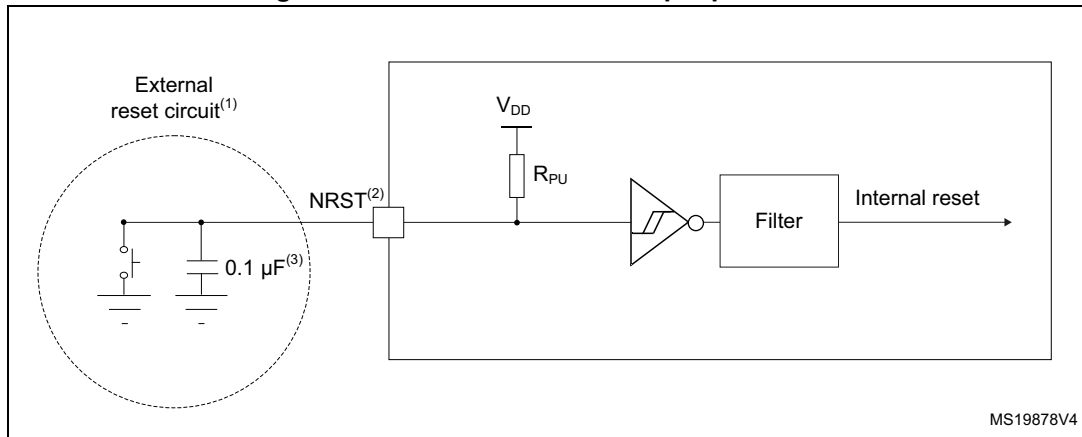 External
reset circuit(1)
VDD
RPU
NRST(2)
Filter
Internal reset
0.1 µF(3)
MS19878V4